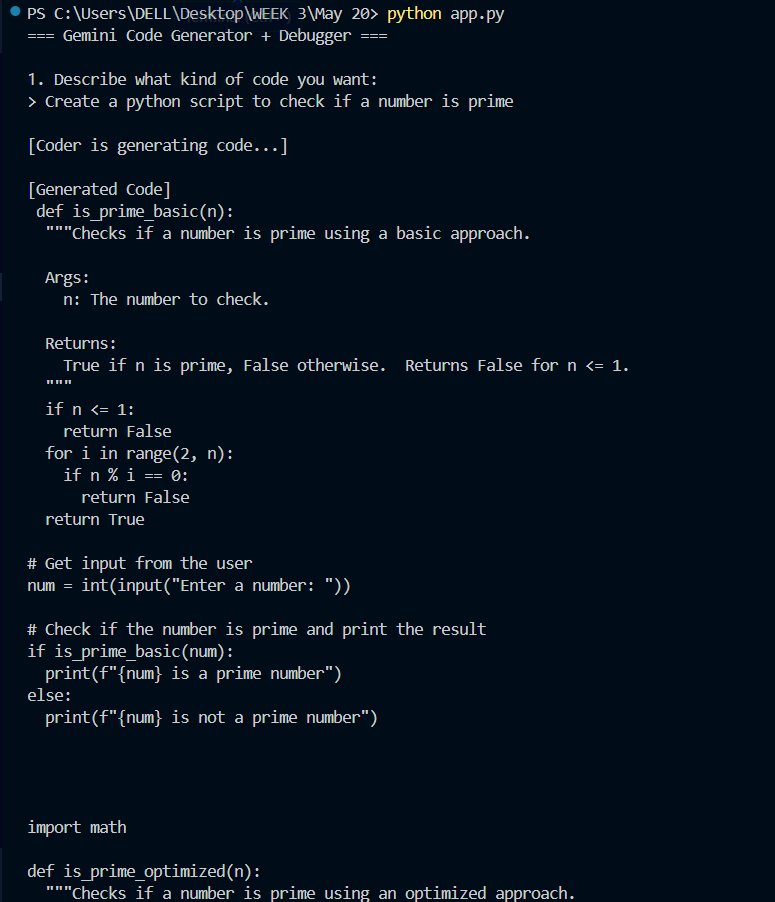 PS C:\Users\DELL\Desktop\WEEK 3\May 20> python app.py
=== Gemini Code Generator + Debugger ===
1. Describe what kind of code you want:
> Create a python script to check if a number is prime
[Coder is generating code...]
[Generated Code]
 def is_prime_basic(n):
  """Checks if a number is prime using a basic approach.
  Args:
    n: The number to check.
  Returns:
    True if n is prime, False otherwise.  Returns False for n <= 1.
  """
  if n <= 1:
    return False
  for i in range(2, n):
    if n % i == 0:
      return False
  return True
# Get input from the user
num = int(input("Enter a number: "))
# Check if the number is prime and print the result
if is_prime_basic(num):
  print(f"{num} is a prime number")
else:
  print(f"{num} is not a prime number")
import math
def is_prime_optimized(n):
  """Checks if a number is prime using an optimized approach.